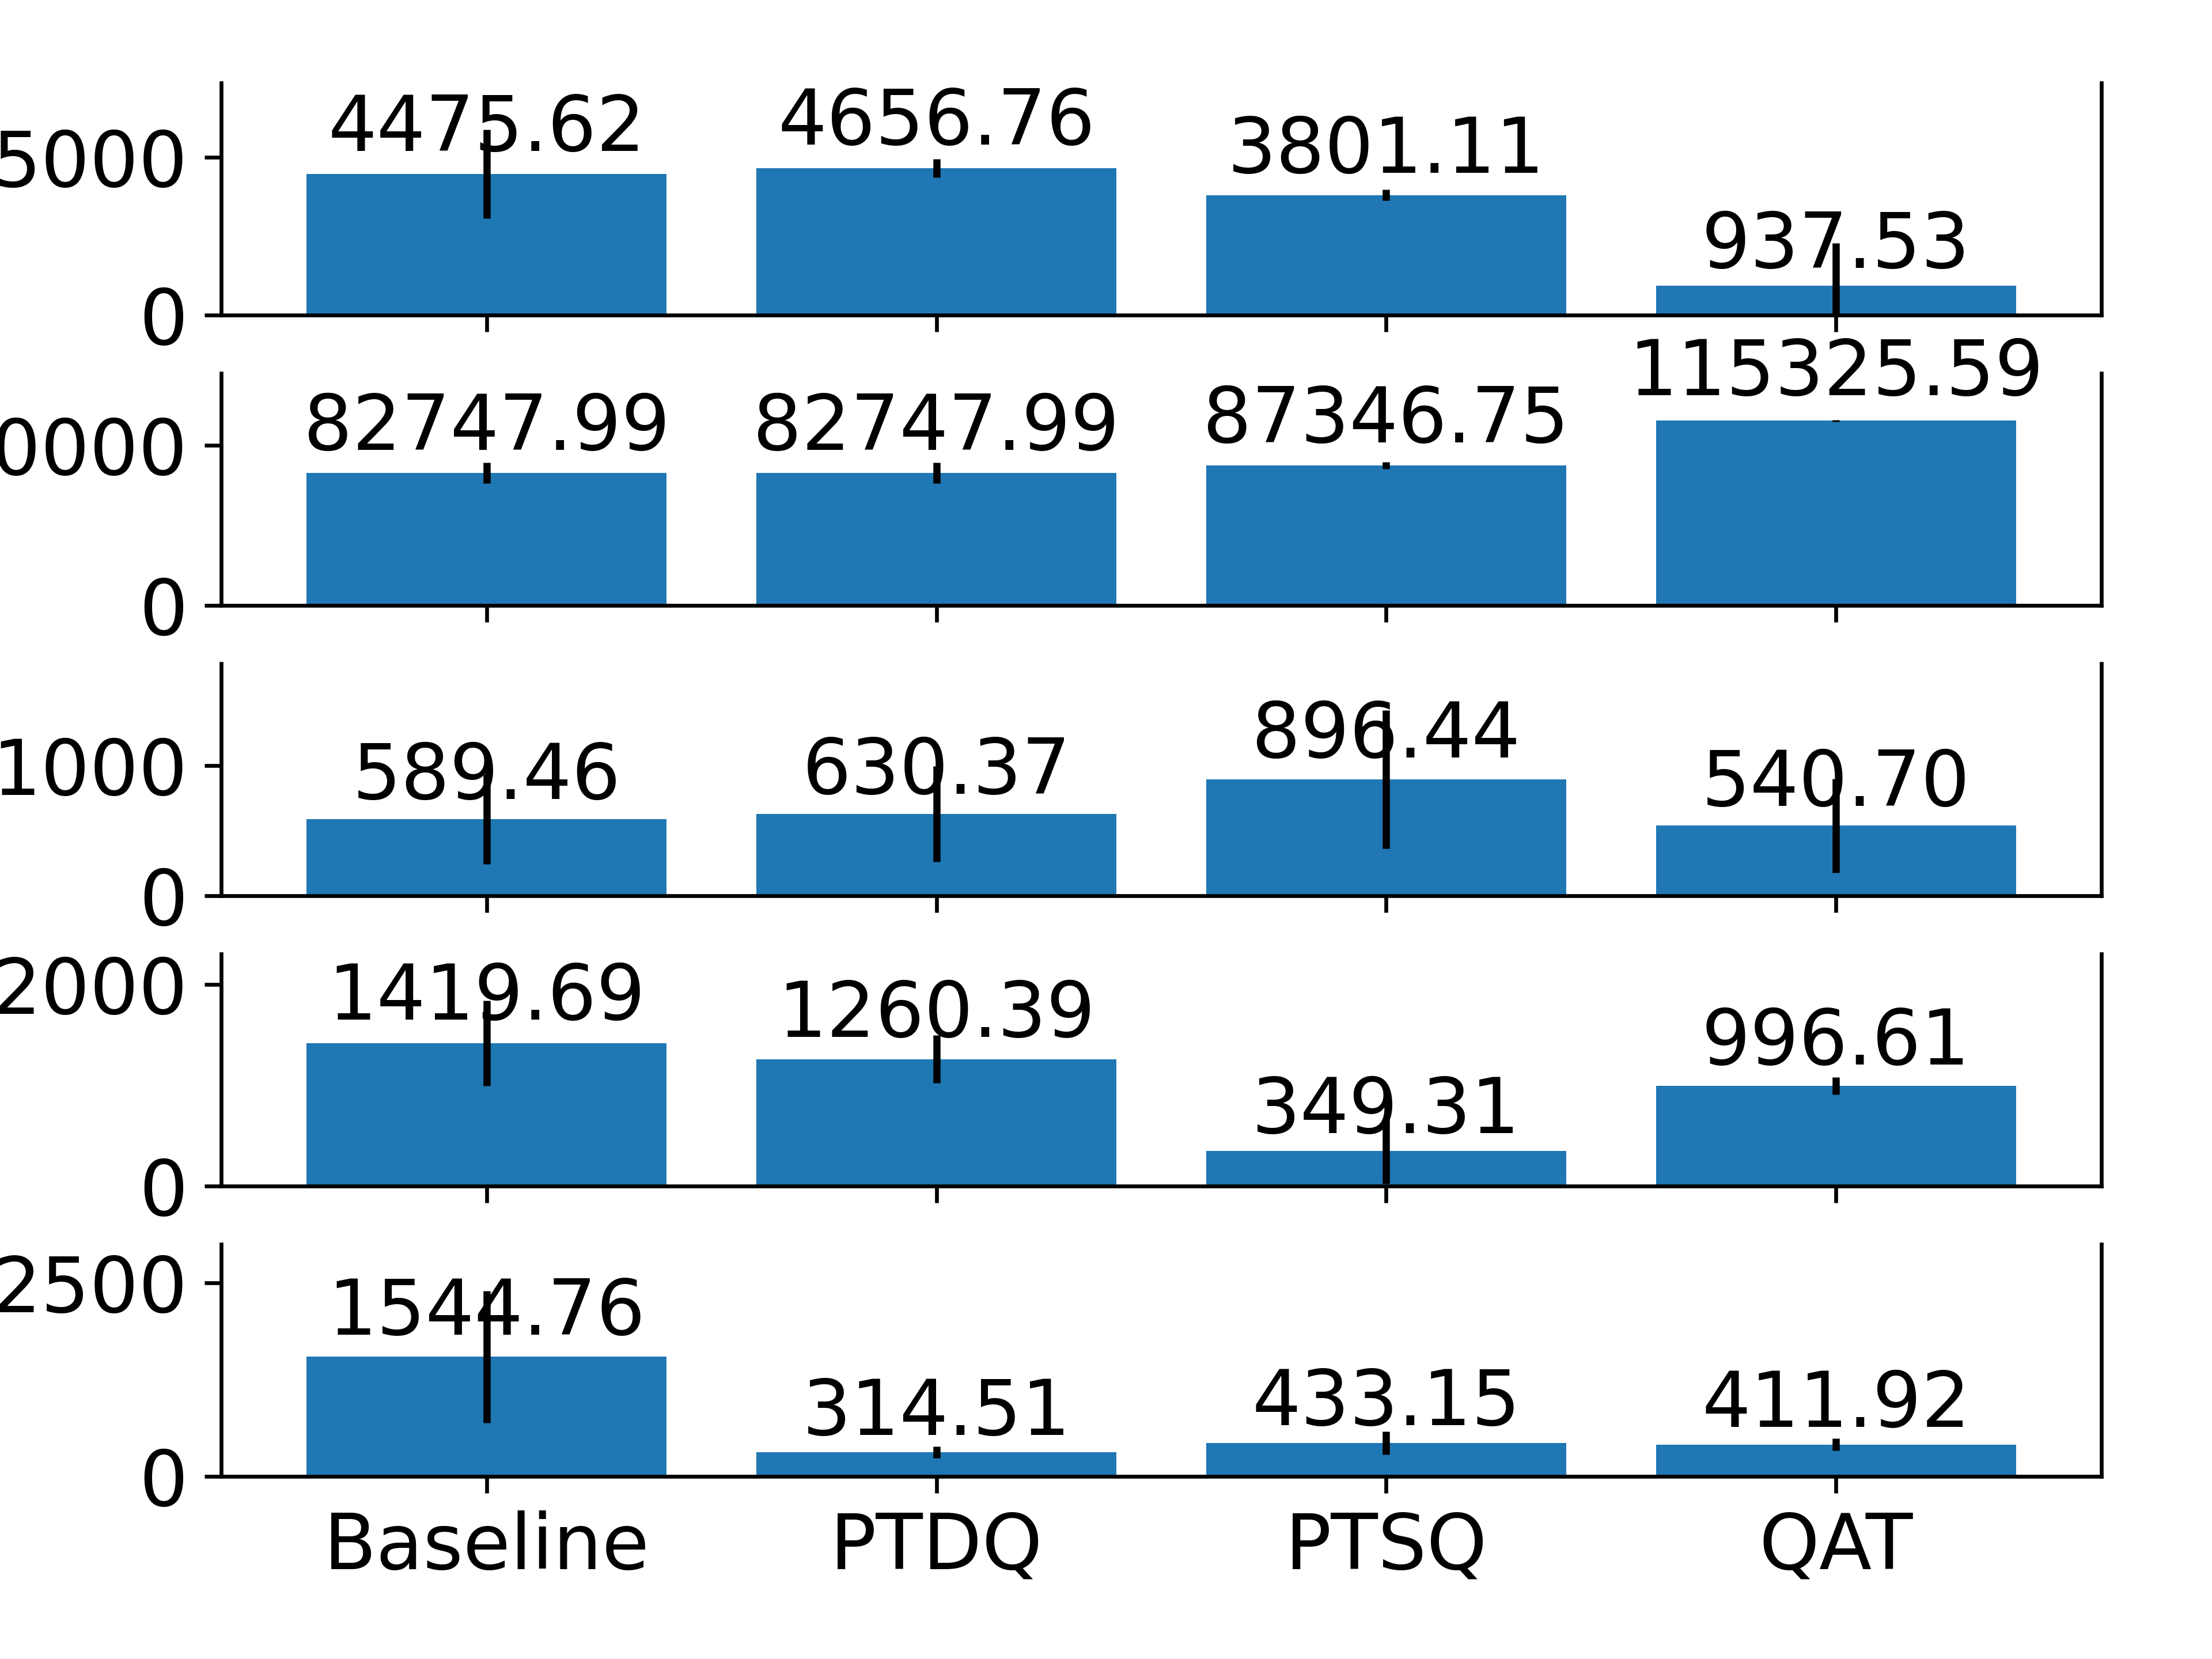 4475.62 4656.76 3801.11 937.53
5000
0
82747.99 82747.99 87346.75 115325.59
0000
0
589.46 630.37 896.44 540.70
1000
0
1419.69 1260.39 349.31 996.61
2000
0
1544.76 314.51 433.15 411.92
2500
0
Baseline PTDQ PTSQ QAT